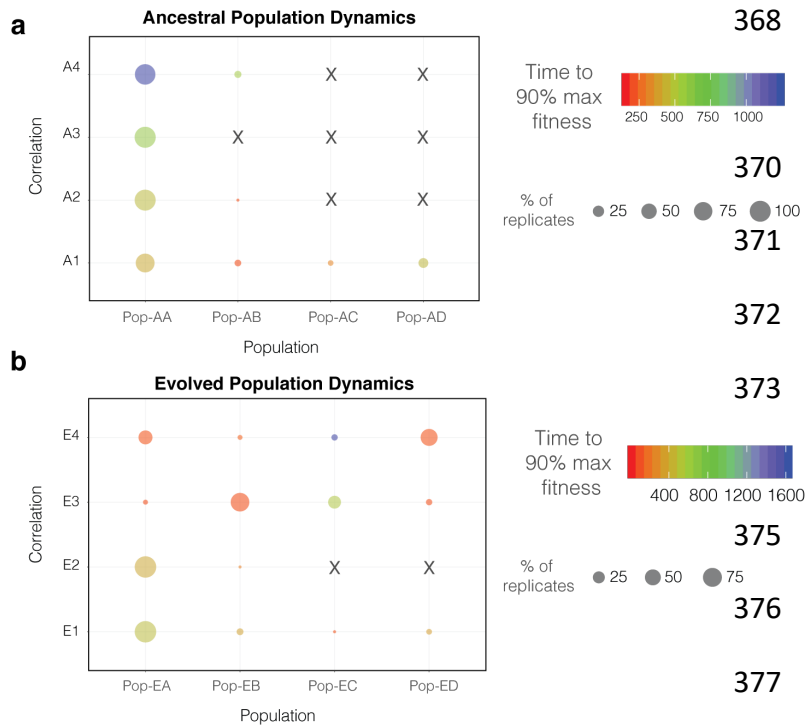 a
Ancestral Population Dynamics
368
A4
X
X
A3
X
X
X
A2
X
X
A1
Correlation
Pop-AA
Pop-AB
Pop-AC
Pop-AD
Population
Time to
90% max
fitness
250
500
750
1000
370
% of
replicates
25
50
75
100
371
372
b
Evolved Population Dynamics
373
E4
E3
E2
X
X
E1
Correlation
Pop-EA
Pop-EB
Pop-EC
Pop-ED
Population
Time to
90% max
fitness
400
800
1200
1600
375
% of
replicates
25
50
75
376
377